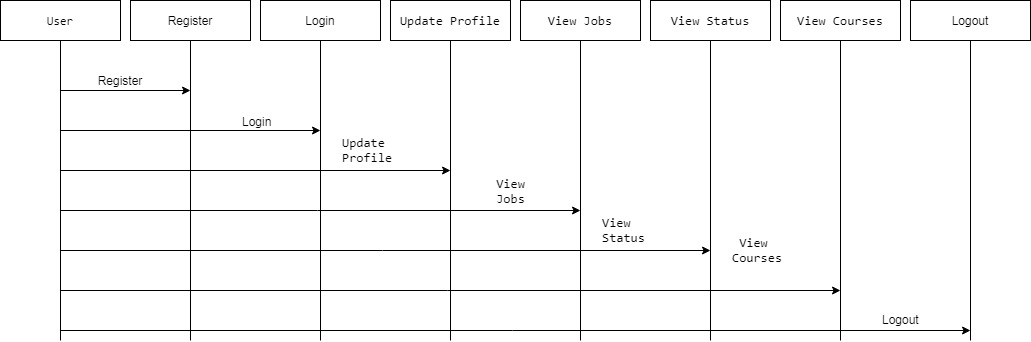 User Register Login Update Profile View Jobs View Status View Courses Logout
Register
Login
Update
Profile
View
Jobs
View
Status
View
Courses
Logout